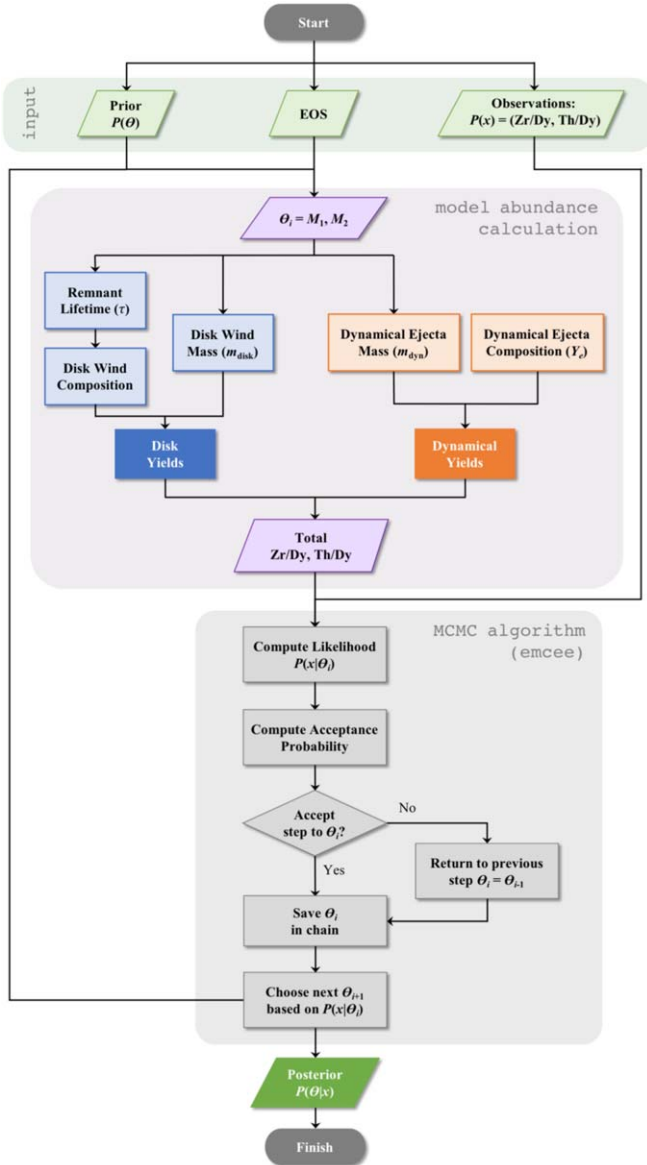 Start
input
Prior
P(Θ)
EOS
Observations:
P(x) = (Zr/Dy, Th/Dy)
model abundance
calculation
Θi = M1, M2
Remnant
Lifetime (τ)
Disk Wind
Mass (mdisk)
Dynamical Ejecta
Mass (mdyn)
Dynamical Ejecta
Composition (Ye)
Disk Wind
Composition
Disk
Yields
Dynamical
Yields
Total
Zr/Dy, Th/Dy
MCMC algorithm
(emcee)
Compute Likelihood
P(x|Θi)
Compute Acceptance
Probability
Accept
step to Θi?
No
Yes
Return to previous
step Θi = Θi-1
Save Θi
in chain
Choose next Θi+1
based on P(x|Θi)
Posterior
P(Θ|x)
Finish